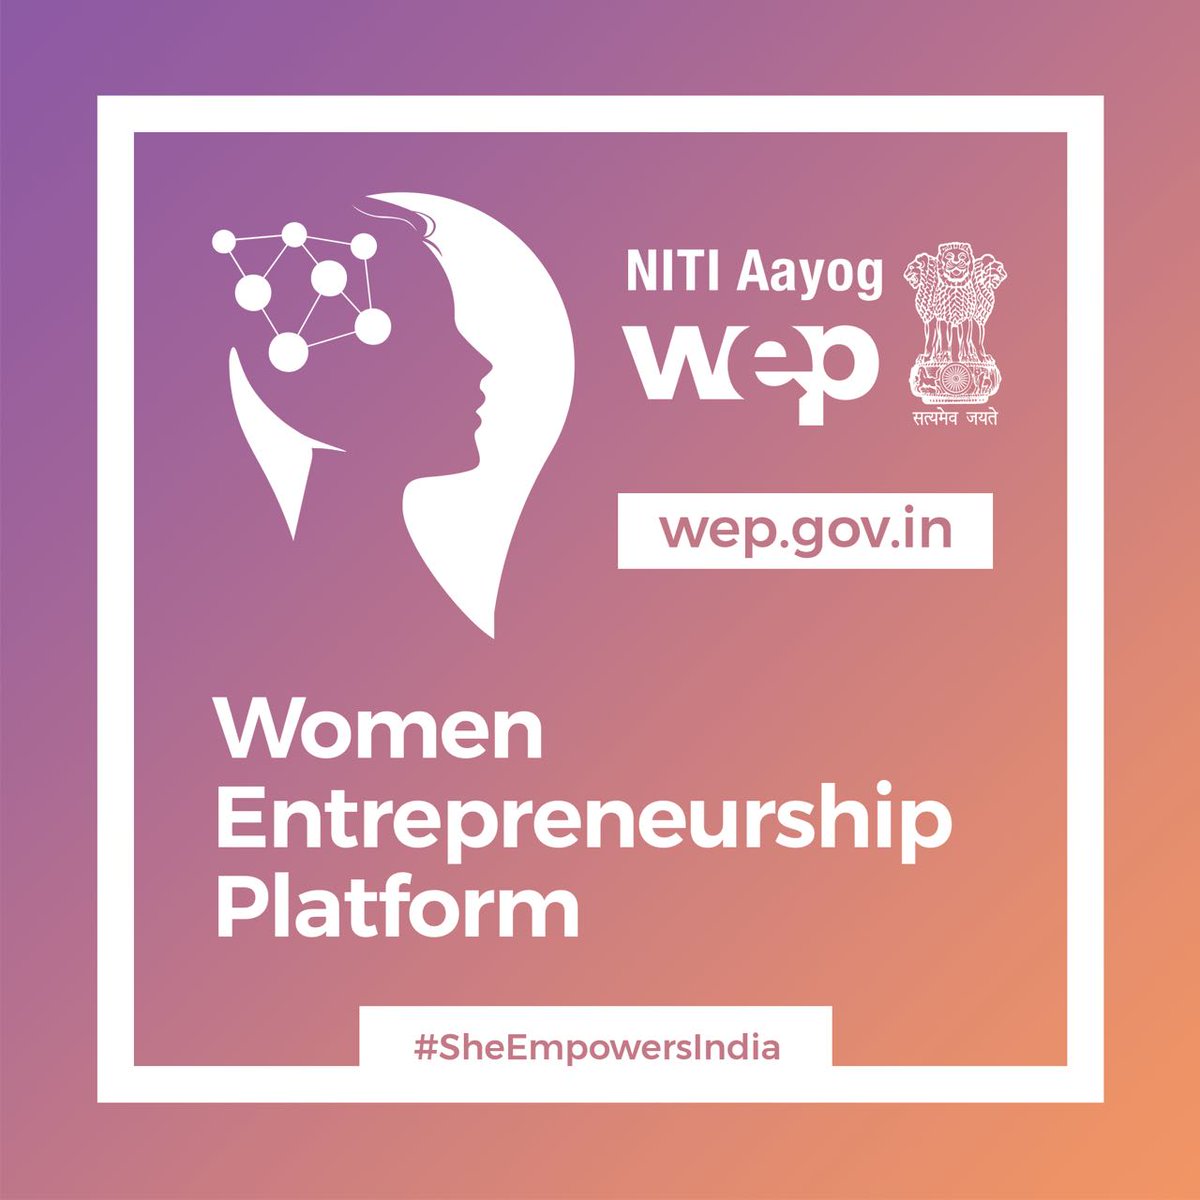 NITI Aayog
wep
सत्यमेव जयते
wep.gov.in
Women
Entrepreneurship
Platform
#SheEmpowersIndia